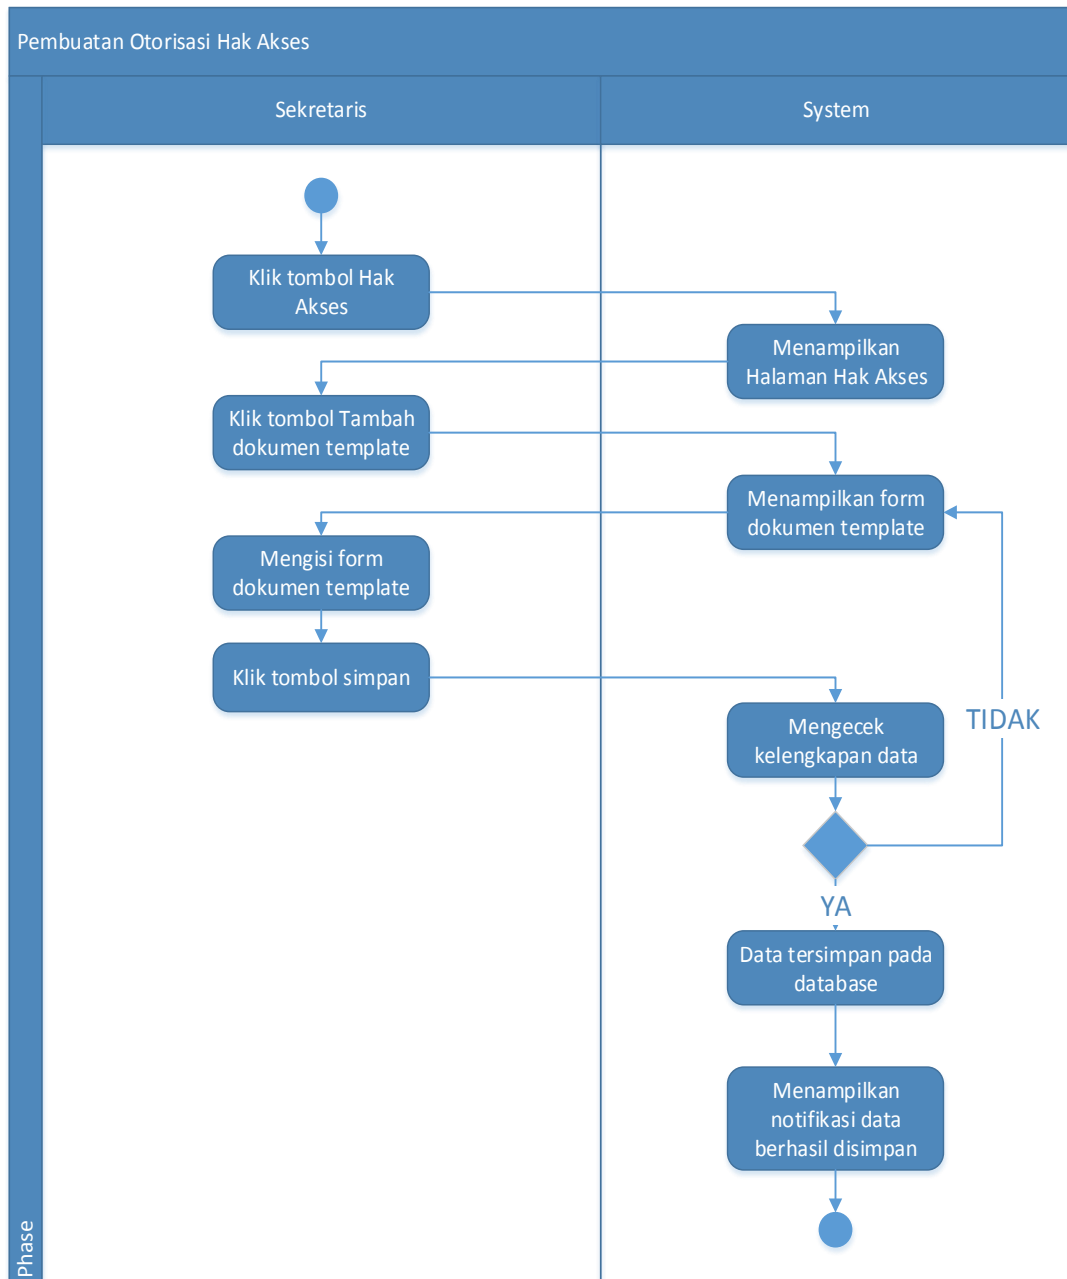 Pembuatan Otorisasi Hak Akses
Sekretaris
System
Klik tombol Hak
Akses
Menampilkan
Halaman Hak Akses
Klik tombol Tambah
dokumen template
Menampilkan form
dokumen template
Mengisi form
dokumen template
Klik tombol simpan
Mengecek
kelengkapan data
TIDAK
YA
Data tersimpan pada
database
Menampilkan
notifikasi data
berhasil disimpan
Phase